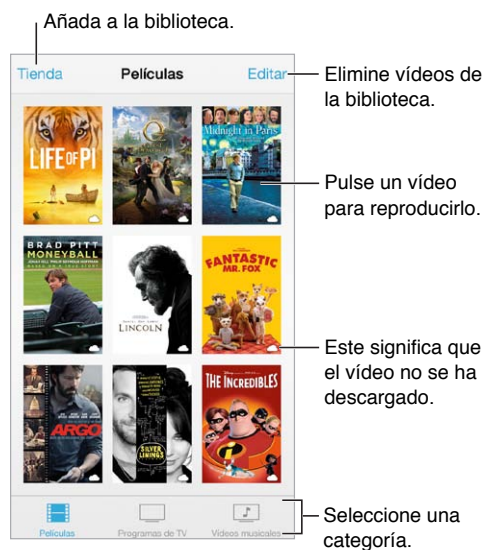 Añada a la biblioteca.
Tienda
Películas
Editar
Elimine vídeos de
la biblioteca.
LIFE OF PI
Midnight in Paris
Pulse un vídeo
para reproducirlo.
BRAD PITT
MONEYBALL
LINCOLN
FANTASTIC
MR. FOX
Este significa que
el vídeo no se ha
descargado.
ARGO
SILVER
LININGS
THE INCREDIBLES
Películas
Programas de TV
Vídeos musicales
Seleccione una
categoría.